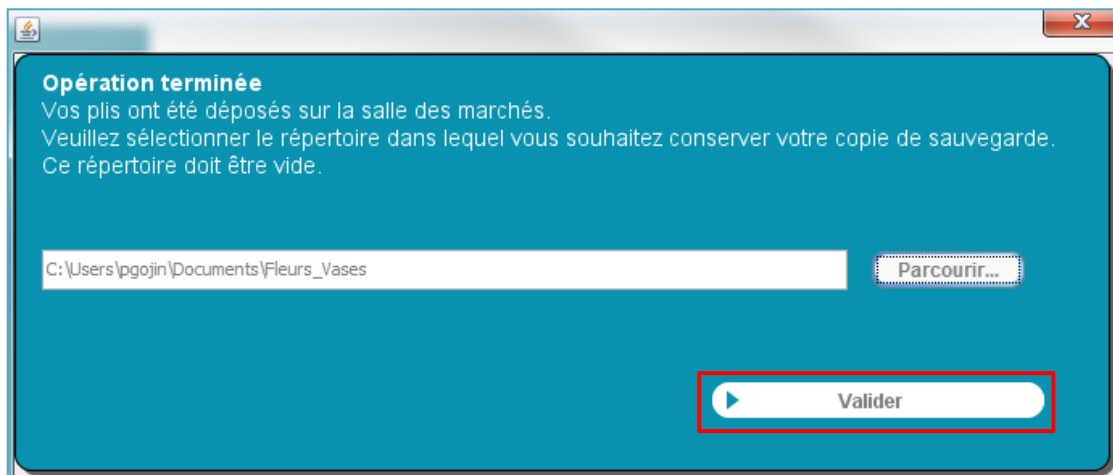 Opération terminée
Vos plis ont été déposés sur la salle des marchés.
Veuillez sélectionner le répertoire dans lequel vous souhaitez conserver votre copie de sauvegarde.
Ce répertoire doit être vide.
C:\Users\pgojin\Documents\Fleurs_Vases
Parcourir...
Valider